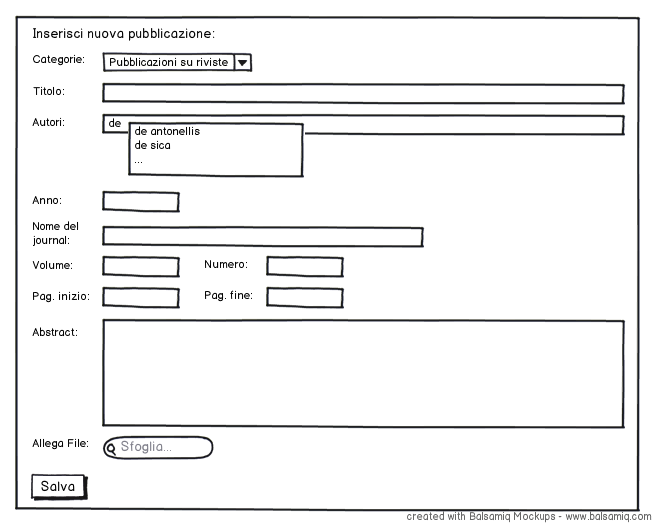 Inserisci nuova pubblicazione:
Categorie: Pubblicazioni su riviste
Titolo:
Autori: de
de antonellis
de sica
...
Anno:
Nome del
journal:
Volume: Numero:
Pag. inizio: Pag. fine:
Abstract:
Allega File: Sfoglia...
Salva
created with Balsamiq Mockups - www.balsamiq.com